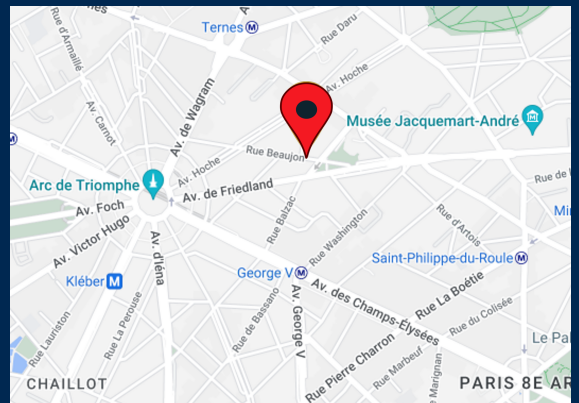 Ternes
Rue Daru
Rue d'Armaillé
Av. Carnot
Av. de Wagram
Av. Hoche
Musée Jacquemart-André
Rue Beaujon
Av. Hoche
Arc de Triomphe
Av. de Friedland
Av. Foch
Rue Balzac
Rue Washington
Rue d'Artois
Av. Victor Hugo
Av. d'Iéna
Saint-Philippe-du-Roule
George V
Kléber
Av. des Champs-Élysées
Rue La Boétie
Rue du Colisée
Rue Lauriston
Rue La Perouse
Rue de Bassano
Av. George V
Rue Marbeuf
Rue Pierre Charron
Rue Marignan
CHAILLOT
PARIS 8E AR